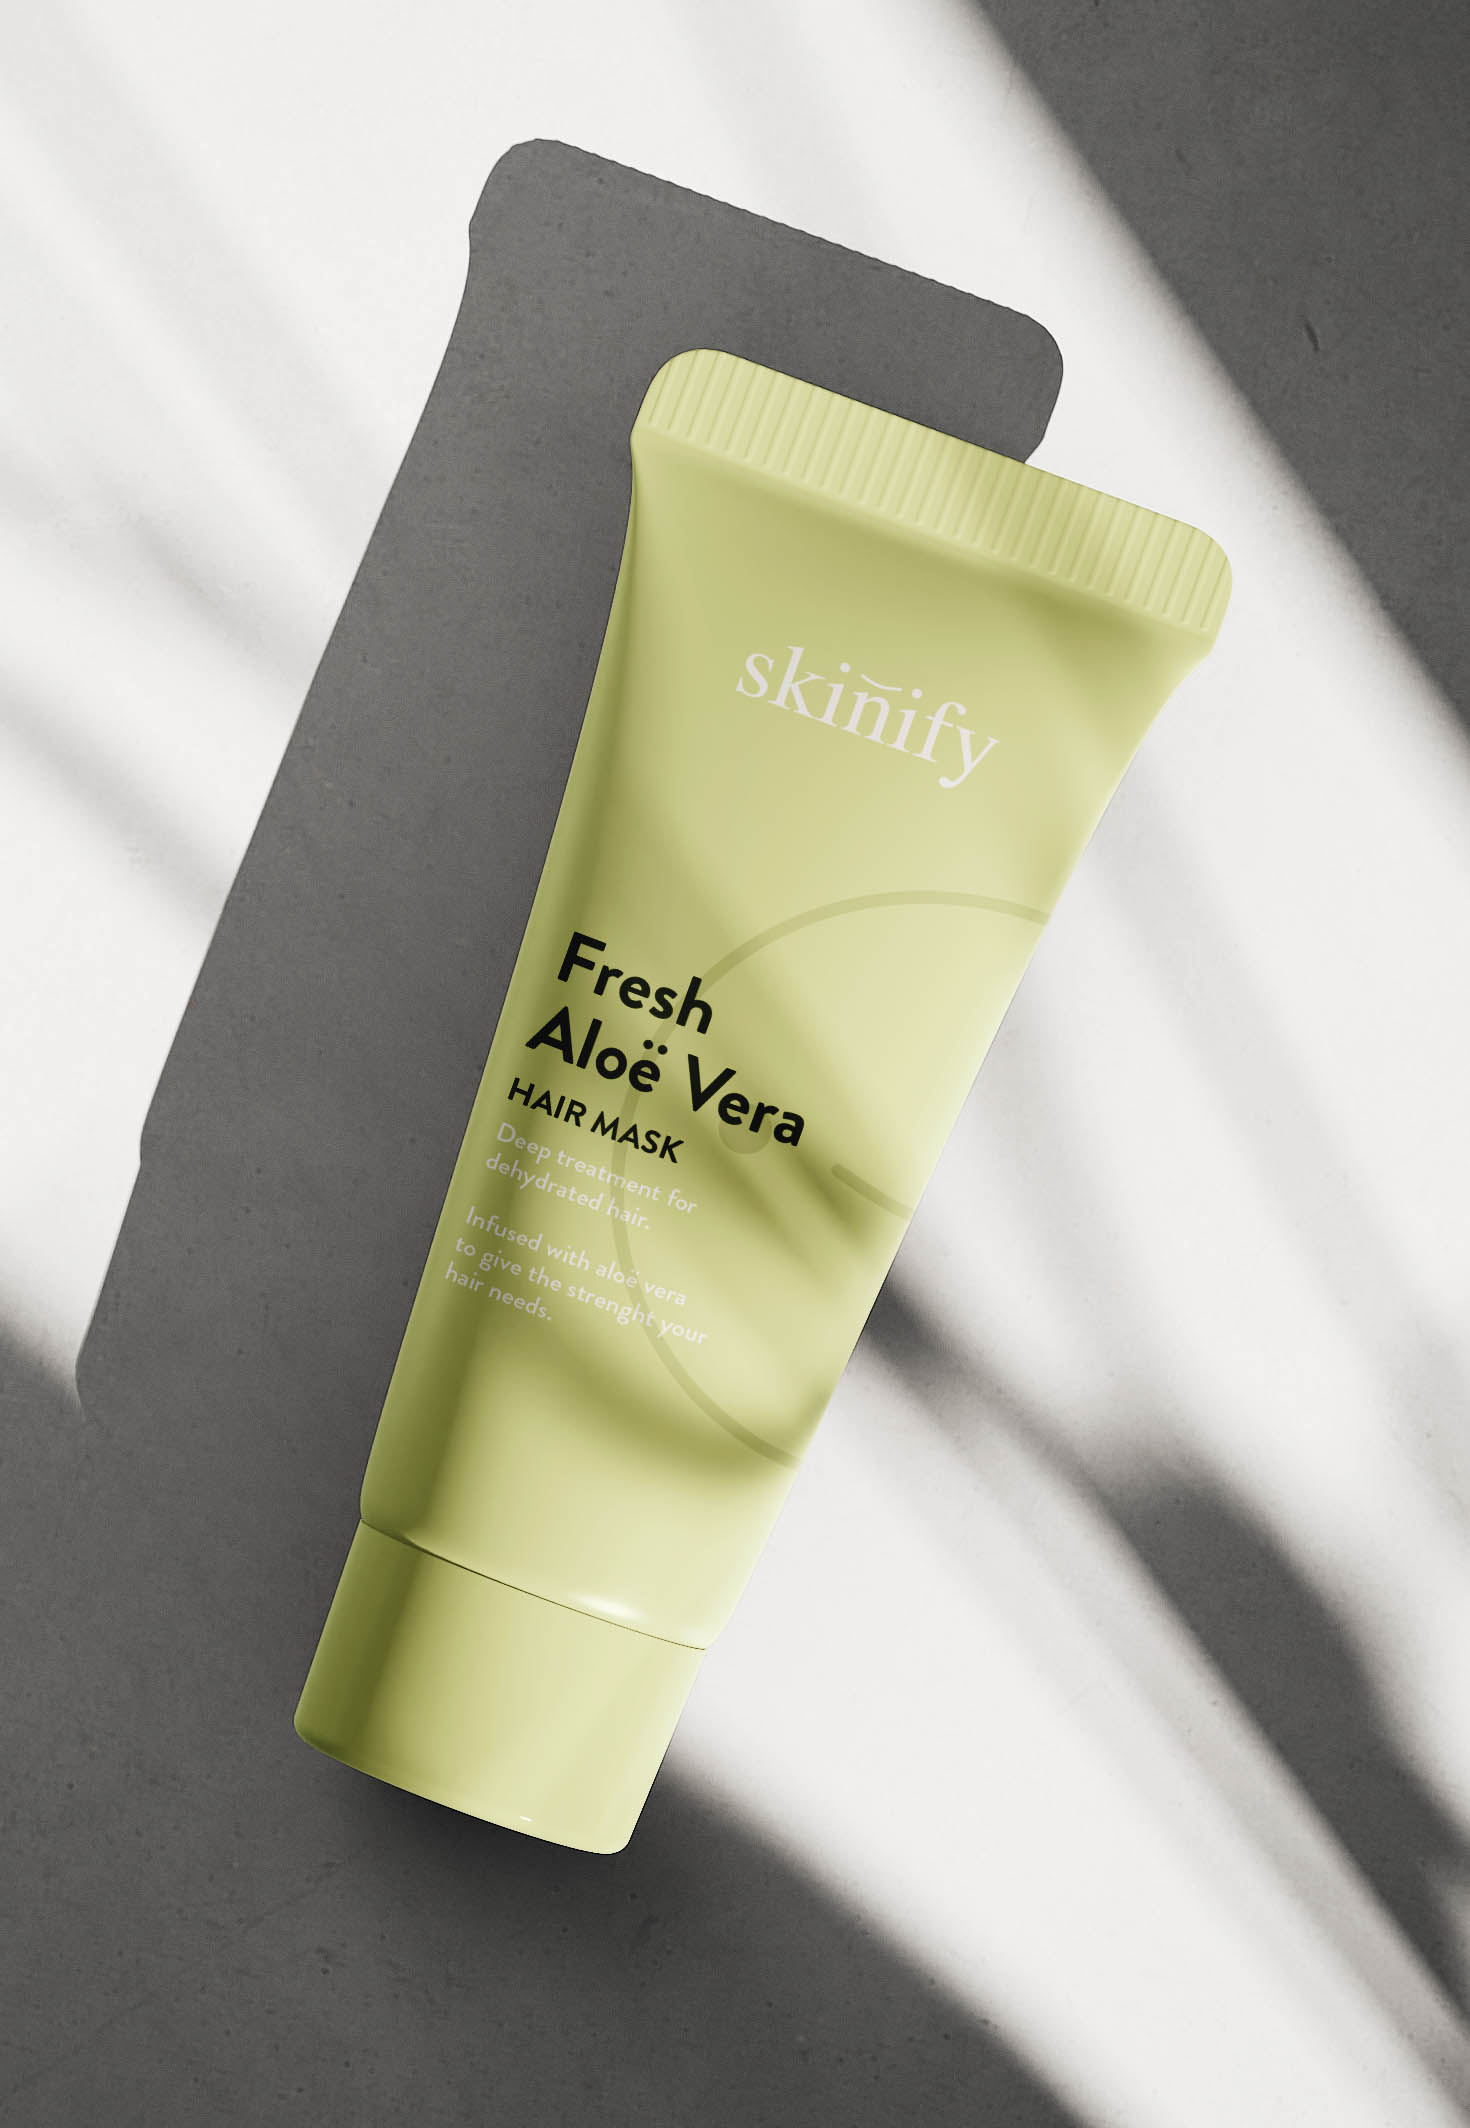 skinify
Fresh
Aloë Vera
HAIR MASK
Deep treatment for
dehydrated hair.
Infused with aloë vera
to give the strenght your
hair needs.